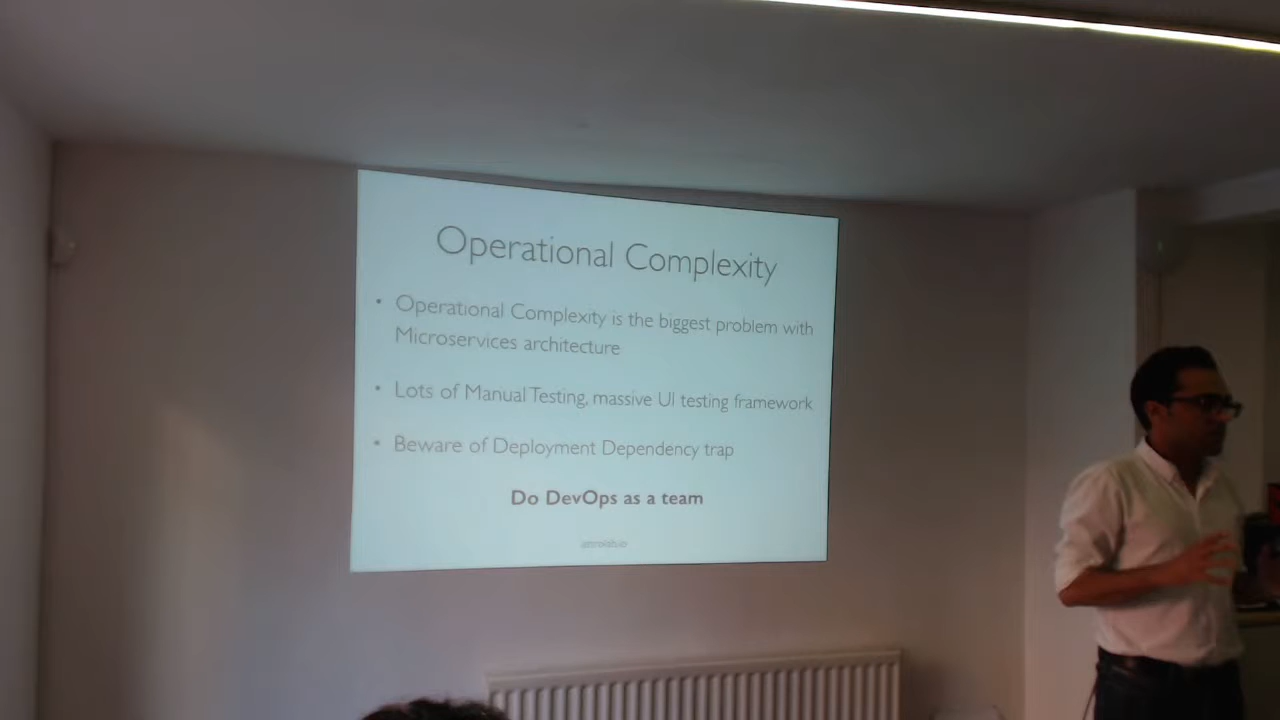 Operational Complexity
• Operational Complexity is the biggest problem with
Microservices architecture
• Lots of Manual Testing, massive UI testing framework
• Beware of Deployment Dependency trap
Do DevOps as a team